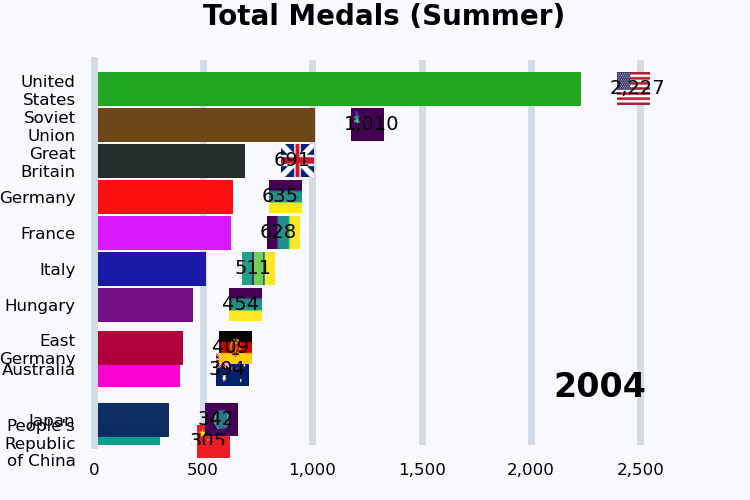 Total Medals (Summer)
United
States
2,227
Soviet
Union
1,010
Great
Britain
691
Germany
635
France
628
Italy
511
Hungary
454
East
Germany
409
Australia
394
2004
Japan
342
People's
Republic
of China
305
0
500
1,000
1,500
2,000
2,500